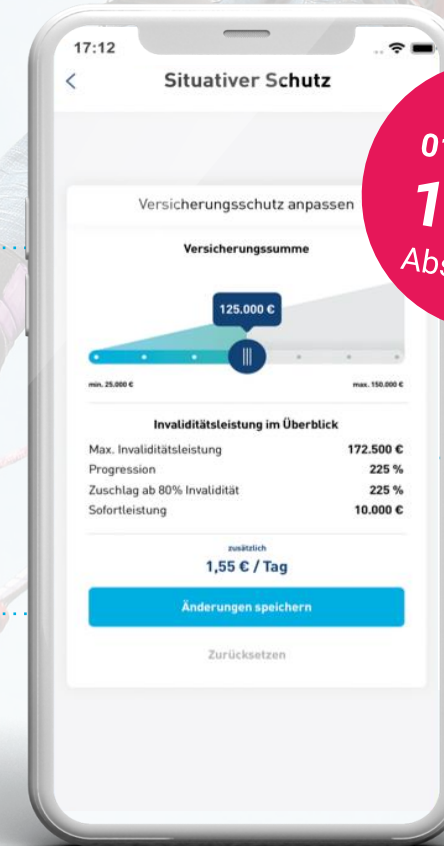 17:12
Situativer Schutz
Versicherungsschutz anpassen
Versicherungssumme
125.000 €
min. 25.000 € max. 150.000 €
Invaliditätsleistung im Überblick
Max. Invaliditätsleistung 172.500 €
Progression 225 %
Zuschlag ab 80% Invalidität 225 %
Sofortleistung 10.000 €
zusätzlich
1,55 € / Tag
Änderungen speichern
Zurücksetzen